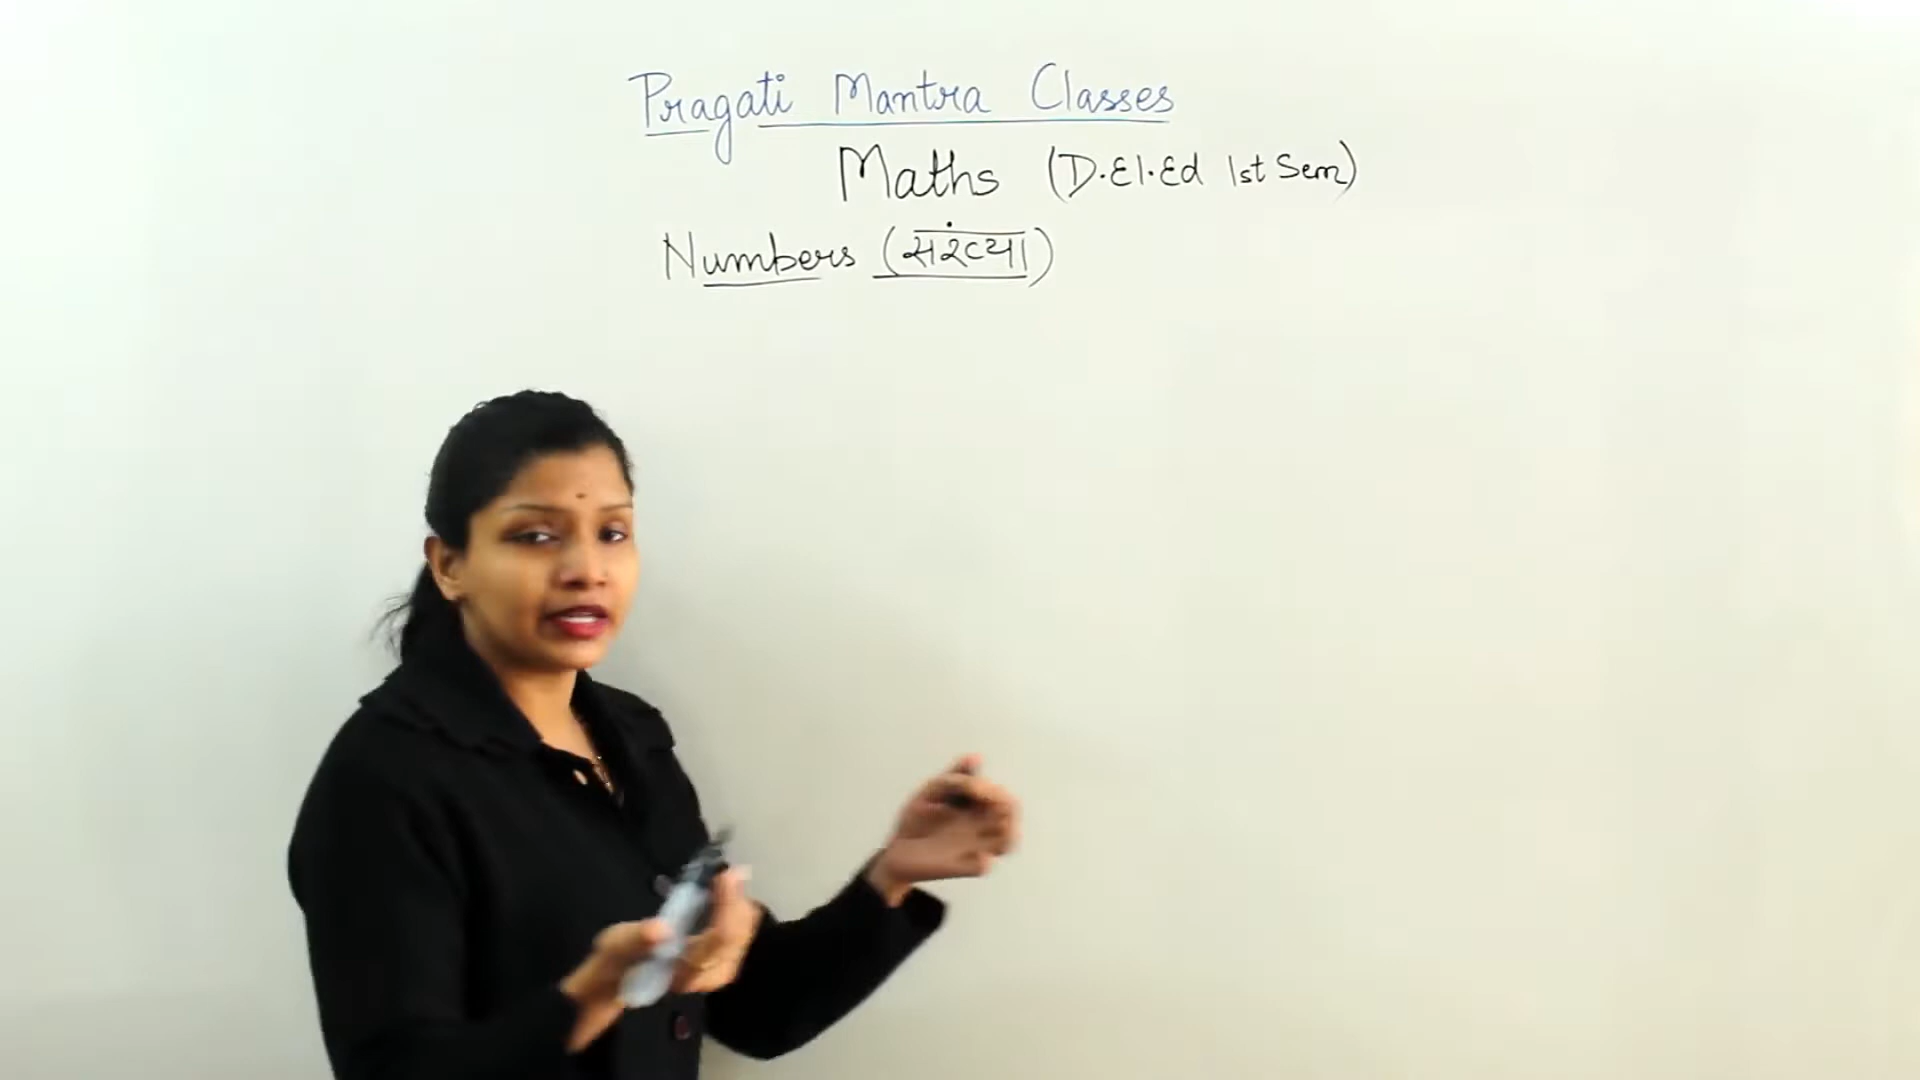 Pragati Mantra Classes
Maths (D.El.Ed 1st Sem)
Numbers (संख्या)